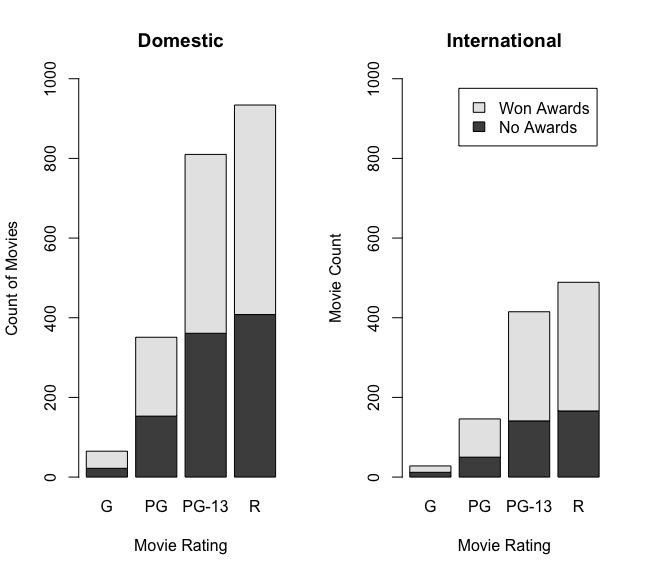 Domestic
Count of Movies
1000
800
600
400
200
0
G PG PG-13 R
Movie Rating
International
Movie Count
1000
800
600
400
200
0
Won Awards
No Awards
G PG PG-13 R
Movie Rating